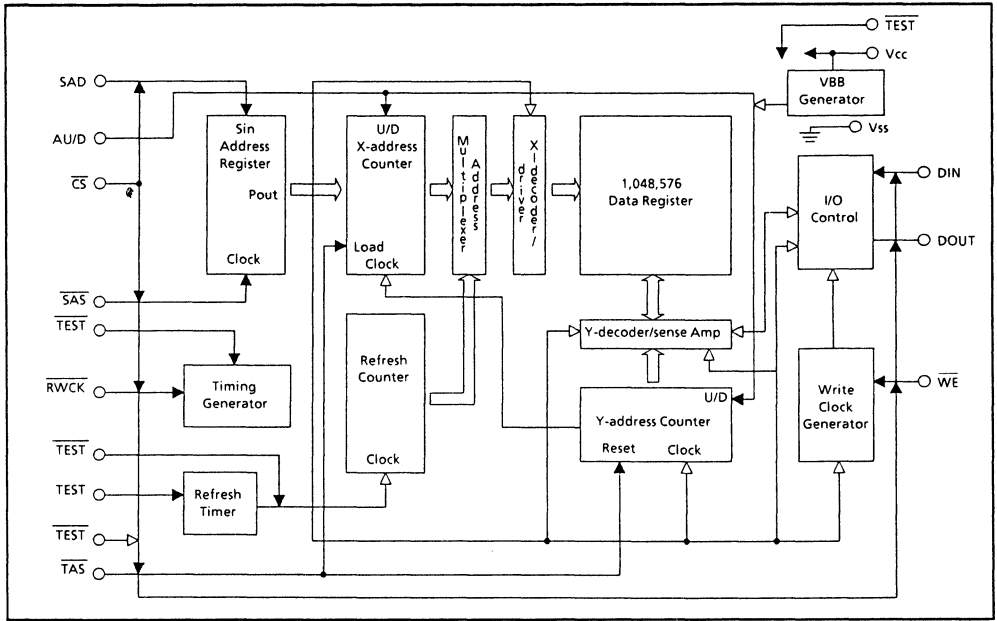 TEST
SAD
Vcc
VBB
Generator
AU/D
Sin
Address
Register
Pout
Clock
U/D
X-address
Counter
Load
Clock
Multiplexer
Address
X-decoder/
driver
1,048,576
Data Register
Vss
CS
I/O
Control
DIN
DOUT
SAS
TEST
Y-decoder/sense Amp
RWCK
Timing
Generator
Refresh
Counter
Clock
U/D
Y-address Counter
Reset Clock
Write
Clock
Generator
WE
TEST
TEST
Refresh
Timer
TEST
TAS